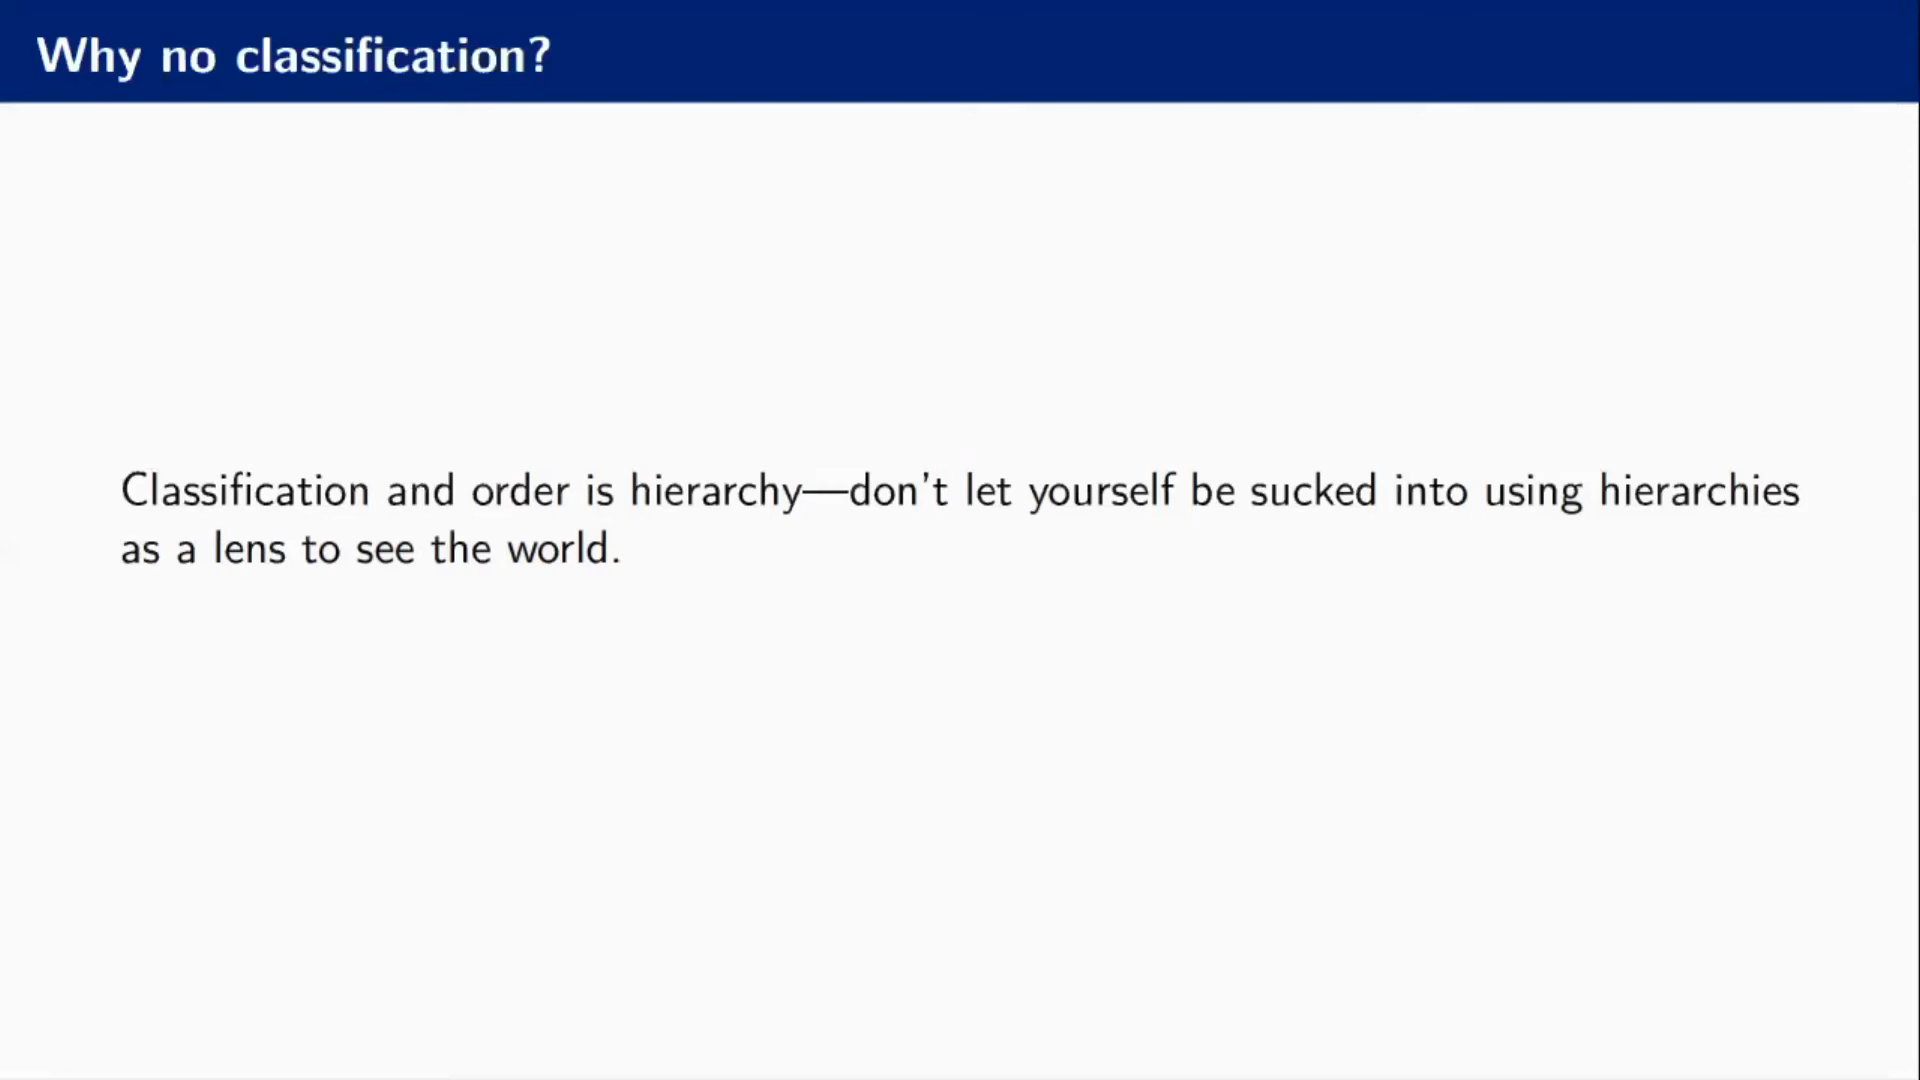 Why no classification?
Classification and order is hierarchy—don't let yourself be sucked into using hierarchies
as a lens to see the world.